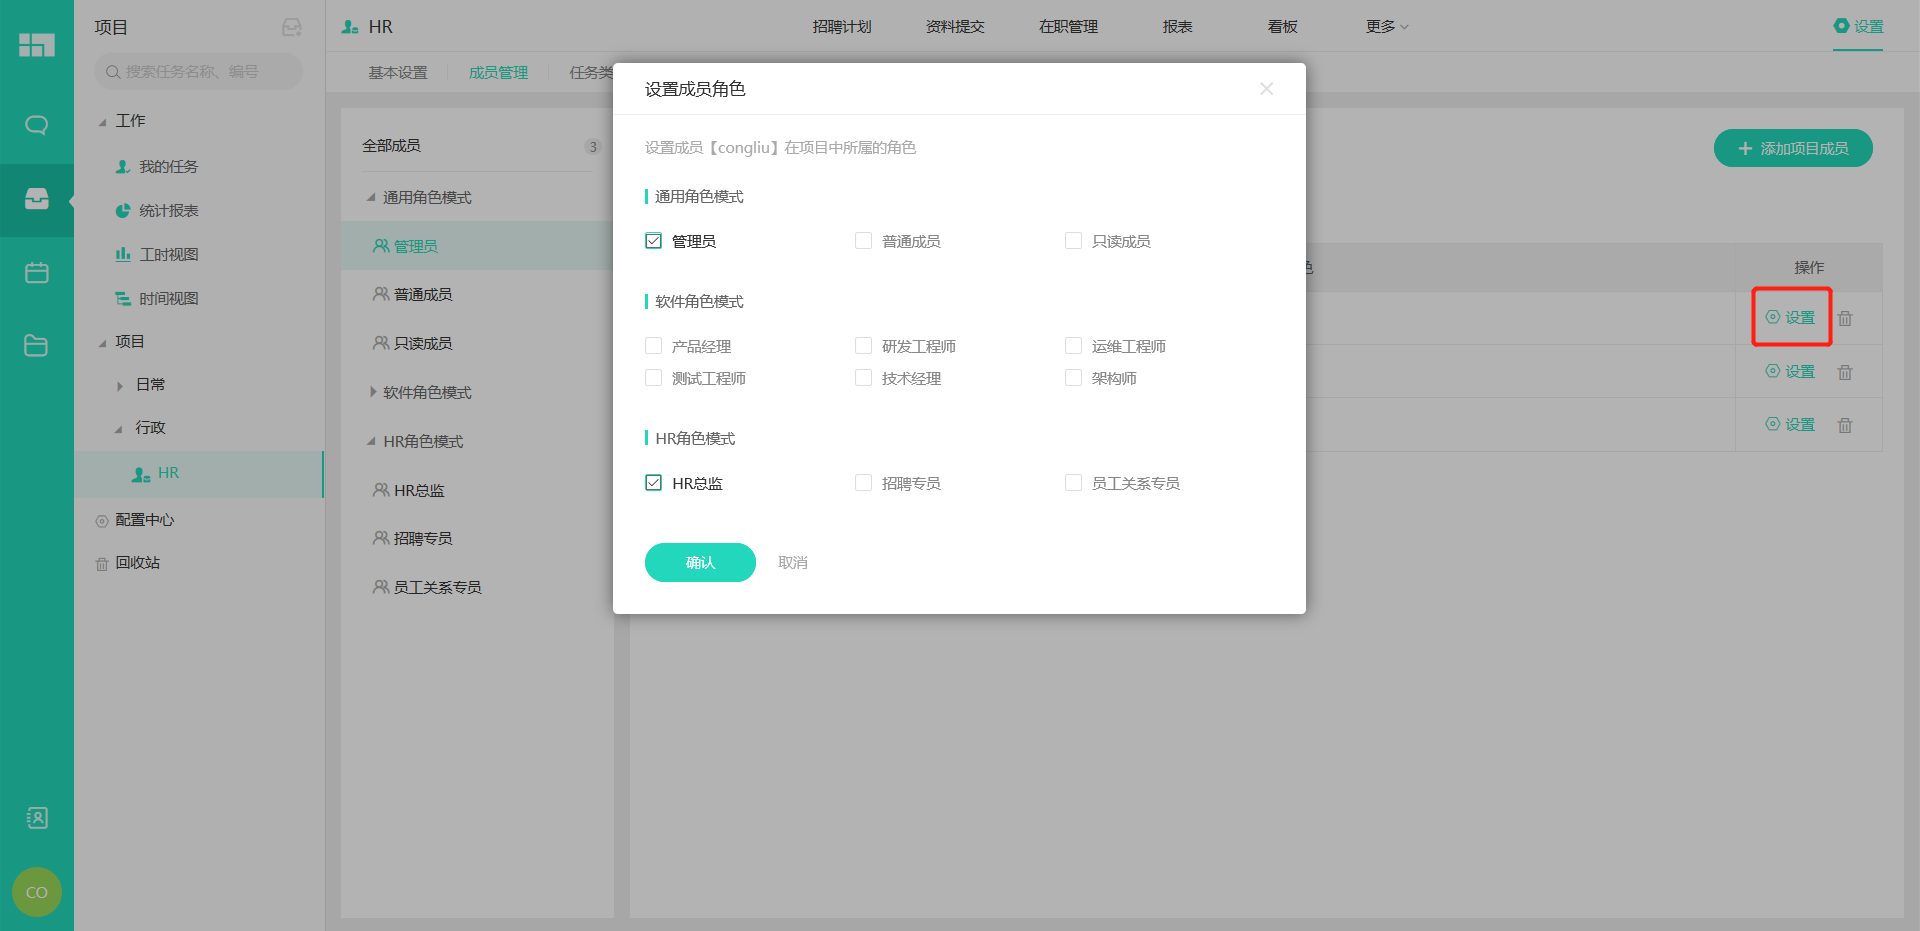 项目
搜索任务名称、编号
工作
我的任务
统计报表
工时视图
时间视图
项目
日常
行政
HR
配置中心
回收站
CO
HR
招聘计划
资料提交
在职管理
报表
看板
更多
设置
基本设置
成员管理
任务类
全部成员
3
通用角色模式
管理员
普通成员
只读成员
软件角色模式
HR角色模式
HR总监
招聘专员
员工关系专员
设置成员角色
设置成员【congliu】在项目中所属的角色
通用角色模式
管理员 普通成员 只读成员
软件角色模式
产品经理 研发工程师 运维工程师
测试工程师 技术经理 架构师
HR角色模式
HR总监 招聘专员 员工关系专员
确认 取消
添加项目成员
色 操作
设置
设置
设置